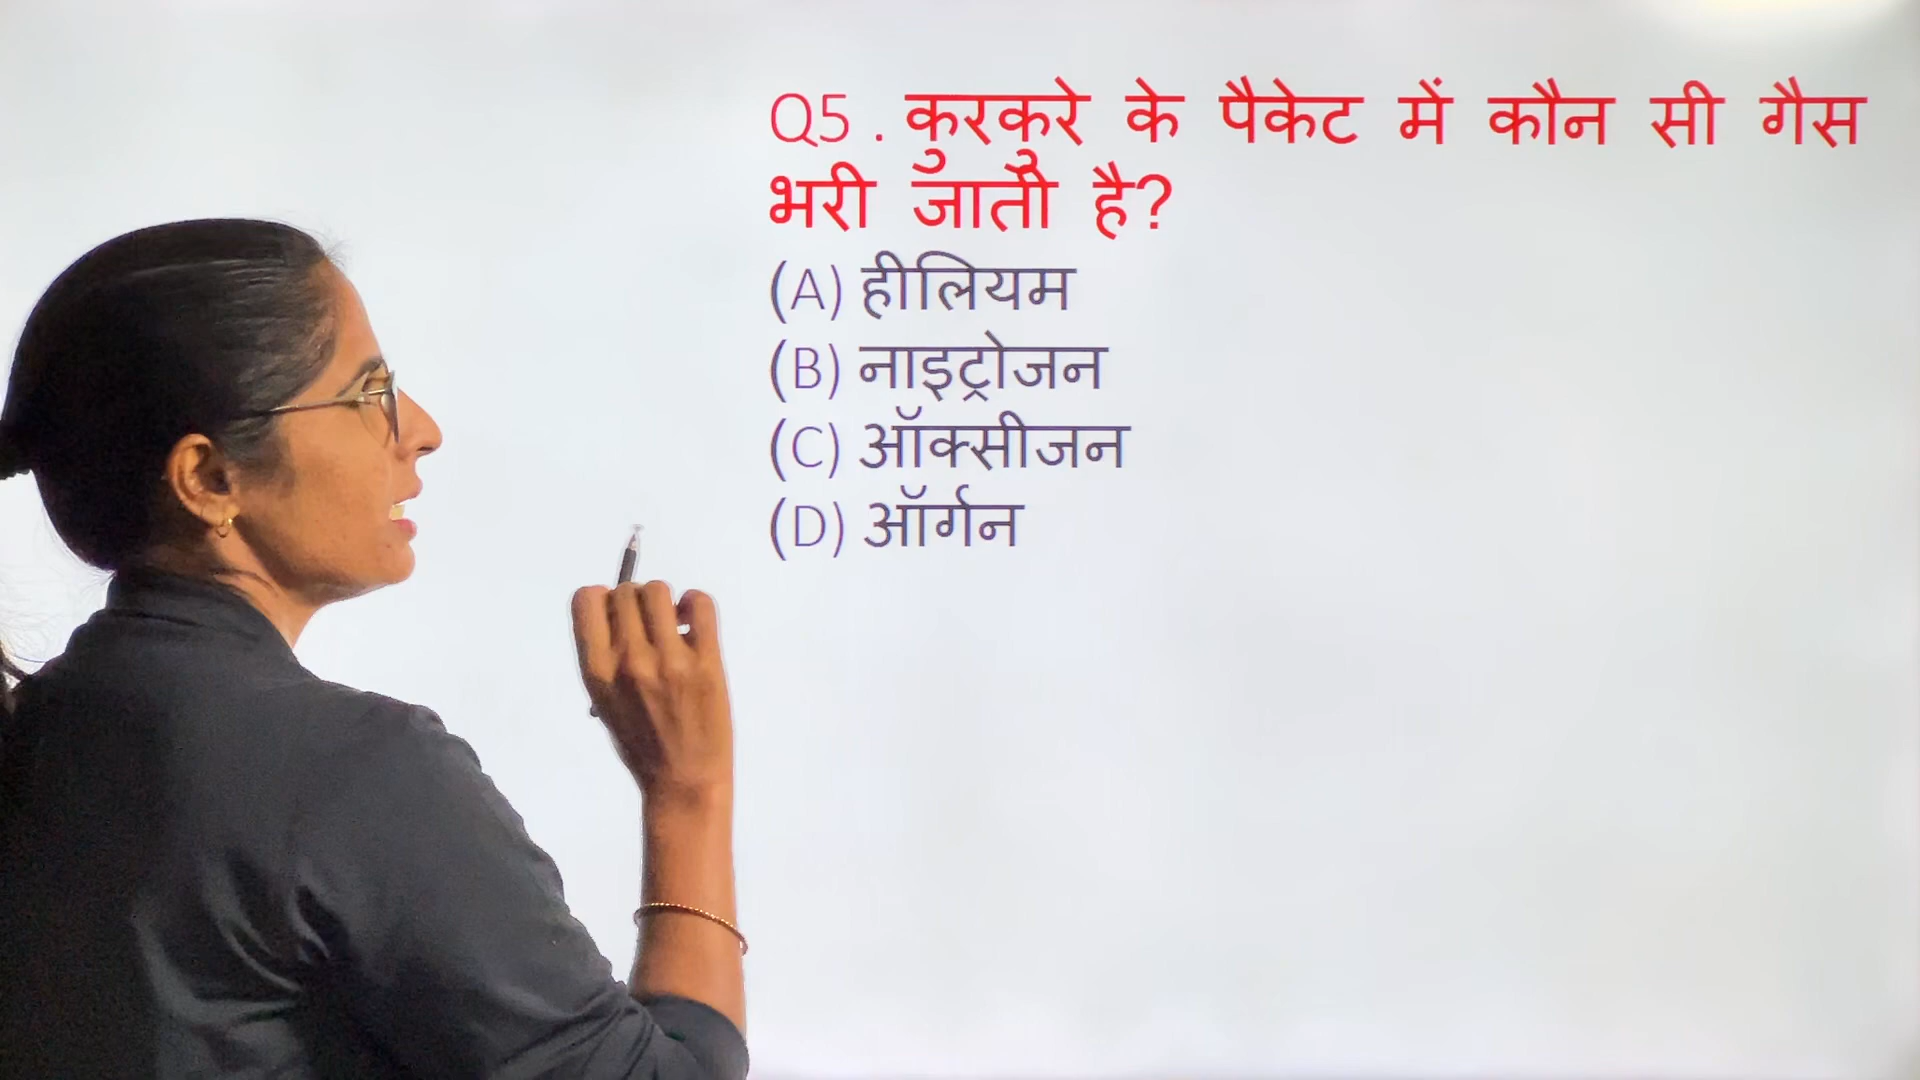 Q5 . कुरकुरे के पैकेट में कौन सी गैस
भरी जाती है?
(A) हीलियम
(B) नाइट्रोजन
(C) ऑक्सीजन
(D) ऑर्गन